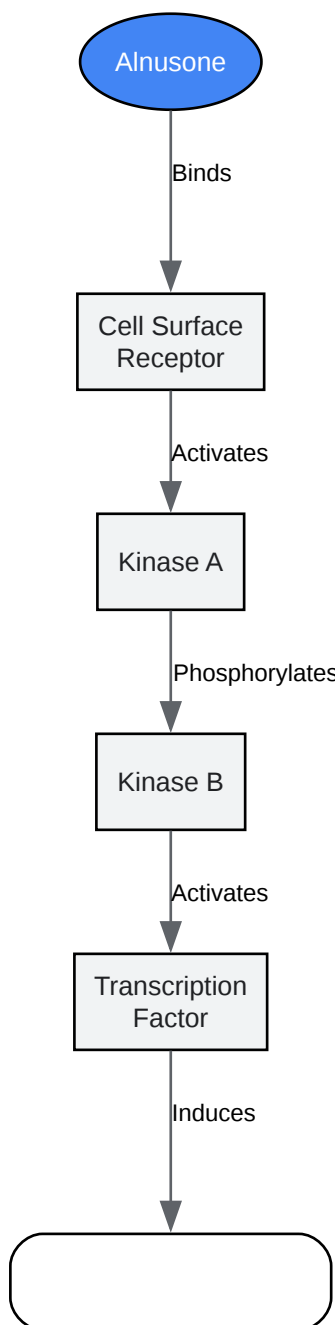 Alnusone
Binds
Cell Surface
Receptor
Activates
Kinase A
Phosphorylates
Kinase B
Activates
Transcription
Factor
Induces